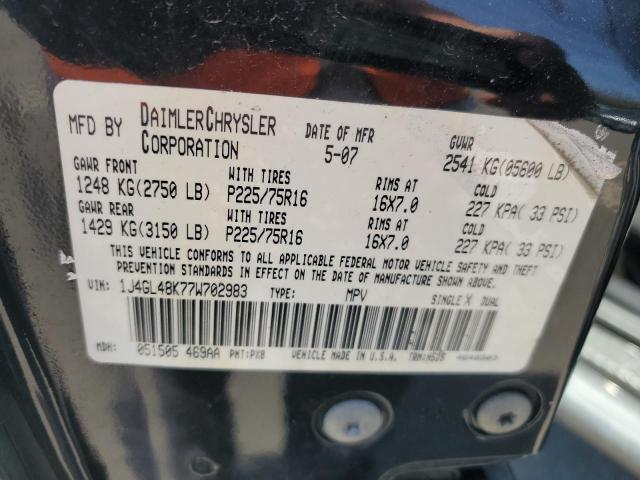 MFD BY DAIMLERCHRYSLER CORPORATION DATE OF MFR 5-07 GVWR 2541 KG(05600 LB)
GAWR FRONT WITH TIRES RIMS AT COLD
1248 KG(2750 LB) P225/75R16 16X7.0 227 KPA( 33 PSI)
GAWR REAR WITH TIRES RIMS AT COLD
1429 KG(3150 LB) P225/75R16 16X7.0 227 KPA( 33 PSI)
THIS VEHICLE CONFORMS TO ALL APPLICABLE FEDERAL MOTOR VEHICLE SAFETY AND THEFT
PREVENTION STANDARDS IN EFFECT ON THE DATE OF MANUFACTURE SHOWN ABOVE.
VIN: 1J4GL48K77W702983 TYPE: MPV SINGLE X DUAL
MDH: 051505 469AA PNT:PXB VEHICLE MADE IN U.S.A.